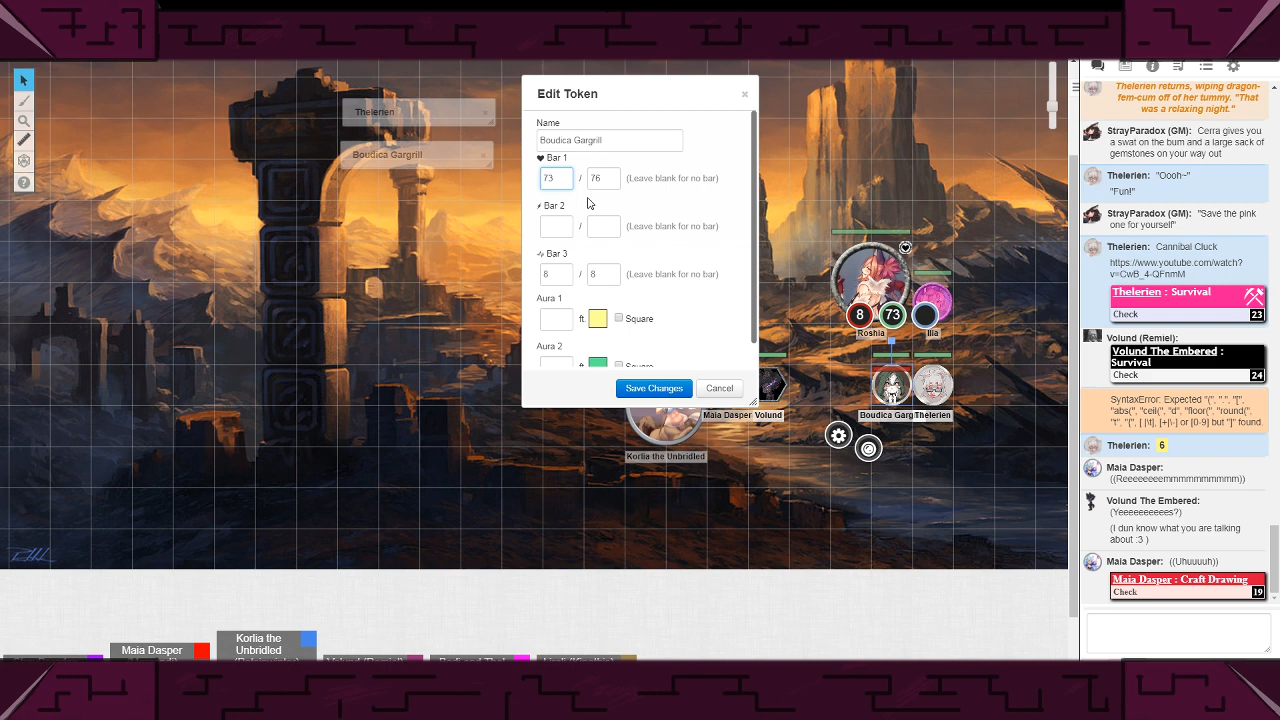 Thelerien
Boudica Gargrill
Edit Token
Name
Boudica Gargrill
Bar 1
73 / 76 (Leave blank for no bar)
Bar 2
/ (Leave blank for no bar)
Bar 3
8 / 8 (Leave blank for no bar)
Aura 1
ft. Square
Aura 2
Save Changes
Cancel
8 73
Roshia
Ilia
Maia Dasper
Volund
Boudica Garg
Thelerien
Korlia the Unbridled
Maia Dasper
Korlia the
Unbridled
Thelerien returns, wiping dragon-
fem-cum off of her tummy. "That
was a relaxing night."
StrayParadox (GM): Cerra gives you
a swat on the bum and a large sack of
gemstones on your way out
Thelerien: "Oooh~"
"Fun!"
StrayParadox (GM): "Save the pink
one for yourself"
Thelerien: Cannibal Cluck
https://www.youtube.com/watch?
v=CwB_4-QFnmM
Thelerien : Survival
Check 23
Volund (Remiel):
Volund The Embered :
Survival
Check 24
SyntaxError: Expected "(", ".", "[",
"abs(", "ceil(", "d", "floor(", "round(",
"t", "{", [ |\t], [+|\-] or [0-9] but "]" found.
Thelerien: 6
Maia Dasper:
((Reeeeeeeemmmmmmmmmm))
Volund The Embered:
(Yeeeeeeeees?)
(I dun know what you are talking
about :3 )
Maia Dasper: ((Uhuuuuh))
Maia Dasper : Craft Drawing
Check 19